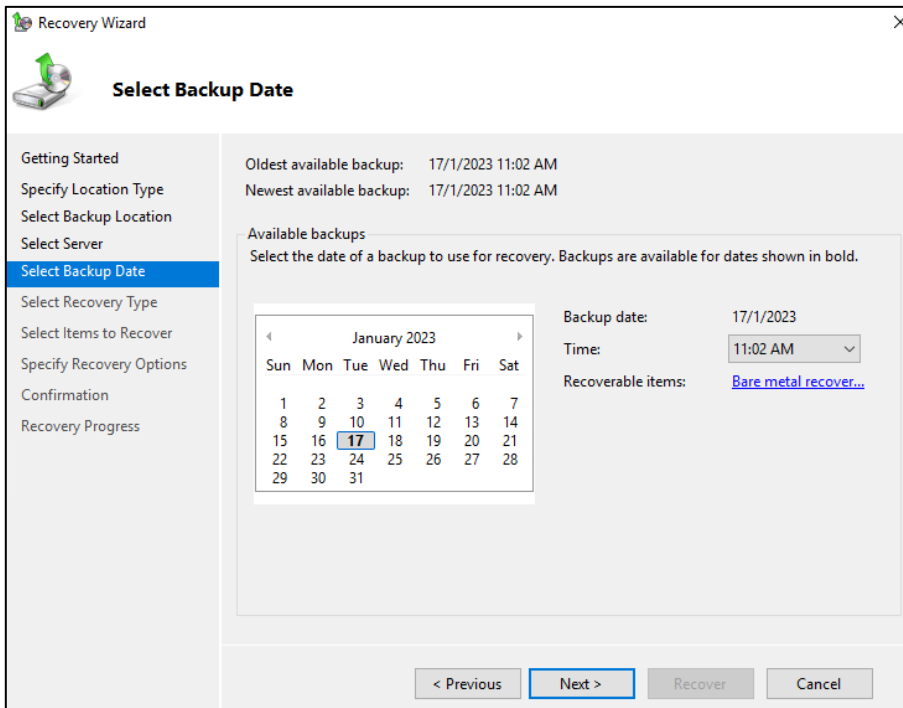 Recovery Wizard
Select Backup Date
Getting Started
Specify Location Type
Select Backup Location
Select Server
Select Backup Date
Select Recovery Type
Select Items to Recover
Specify Recovery Options
Confirmation
Recovery Progress
Oldest available backup: 17/1/2023 11:02 AM
Newest available backup: 17/1/2023 11:02 AM
Available backups
Select the date of a backup to use for recovery. Backups are available for dates shown in bold.
January 2023
Sun Mon Tue Wed Thu Fri Sat
1 2 3 4 5 6 7
8 9 10 11 12 13 14
15 16 17 18 19 20 21
22 23 24 25 26 27 28
29 30 31
Backup date: 17/1/2023
Time: 11:02 AM
Recoverable items: Bare metal recover...
< Previous Next > Recover Cancel